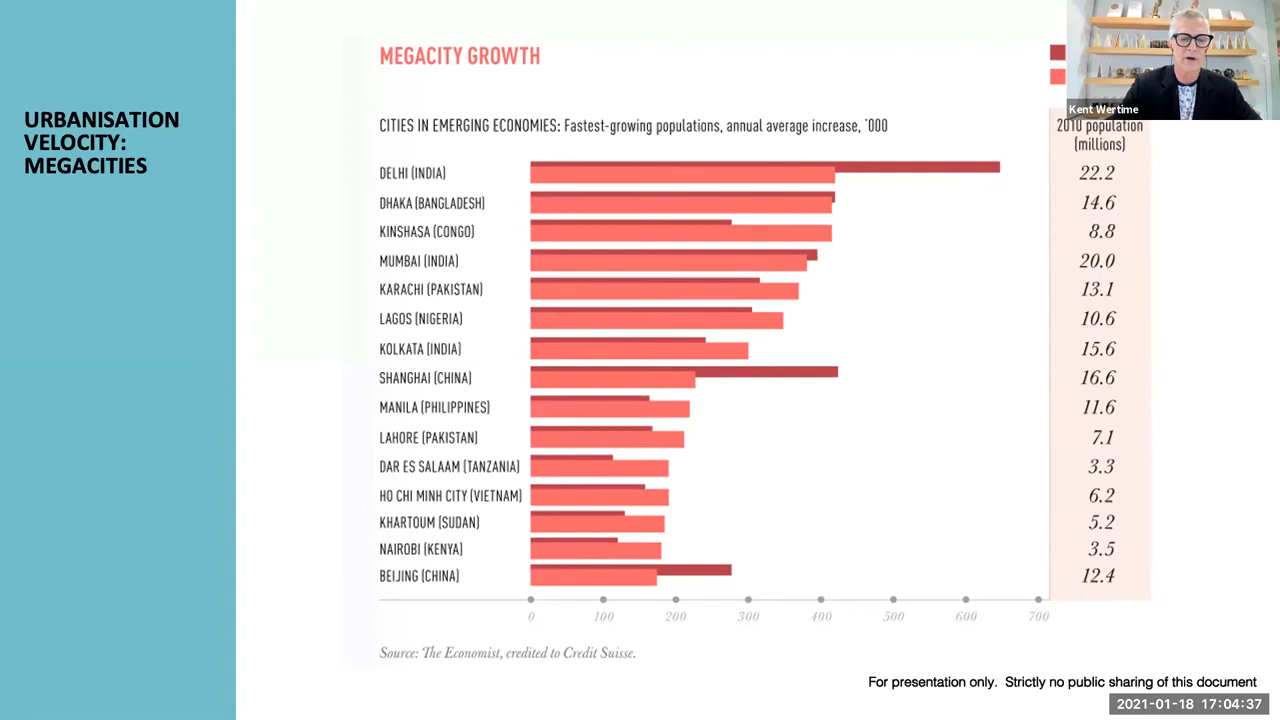 URBANISATION
VELOCITY:
MEGACITIES
MEGACITY GROWTH
Kent Wertime
CITIES IN EMERGING ECONOMIES: Fastest-growing populations, annual average increase, '000
2010 population
(millions)
DELHI (INDIA) 22.2
DHAKA (BANGLADESH) 14.6
KINSHASA (CONGO) 8.8
MUMBAI (INDIA) 20.0
KARACHI (PAKISTAN) 13.1
LAGOS (NIGERIA) 10.6
KOLKATA (INDIA) 15.6
SHANGHAI (CHINA) 16.6
MANILA (PHILIPPINES) 11.6
LAHORE (PAKISTAN) 7.1
DAR ES SALAAM (TANZANIA) 3.3
HO CHI MINH CITY (VIETNAM) 6.2
KHARTOUM (SUDAN) 5.2
NAIROBI (KENYA) 3.5
BEIJING (CHINA) 12.4
0 100 200 300 400 500 600 700
Source: The Economist, credited to Credit Suisse.
For presentation only. Strictly no public sharing of this document
2021-01-18 17:04:37